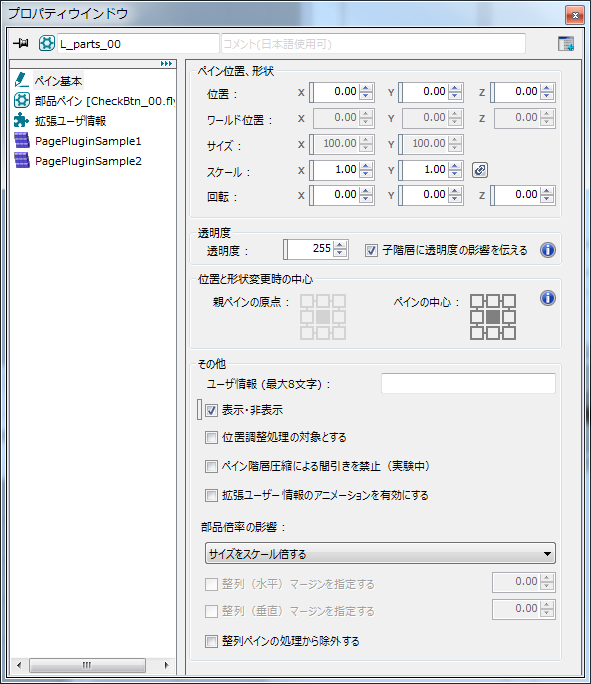 プロパティウインドウ
L_parts_00 コメント(日本語使用可)
ペイン基本
部品ペイン [CheckBtn_00.fly
拡張ユーザ情報
PagePluginSample1
PagePluginSample2
ペイン位置、形状
位置 : X 0.00 Y 0.00 Z 0.00
ワールド位置 : X 0.00 Y 0.00 Z 0.00
サイズ : X 100.00 Y 100.00
スケール : X 1.00 Y 1.00
回転 : X 0.00 Y 0.00 Z 0.00
透明度
透明度 : 255 子階層に透明度の影響を伝える
位置と形状変更時の中心
親ペインの原点 : ペインの中心 :
その他
ユーザ情報 (最大8文字) :
表示・非表示
位置調整処理の対象とする
ペイン階層圧縮による間引きを禁止（実験中）
拡張ユーザー情報のアニメーションを有効にする
部品倍率の影響 :
サイズをスケール倍する
整列（水平）マージンを指定する 0.00
整列（垂直）マージンを指定する 0.00
整列ペインの処理から除外する